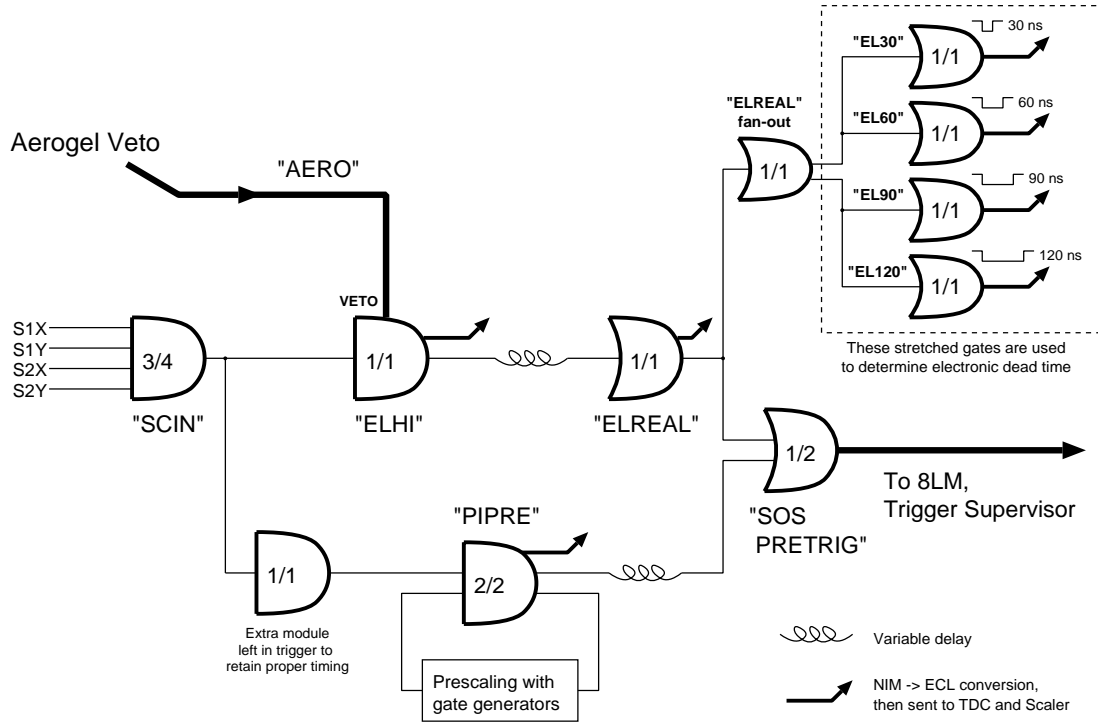 30 ns
"EL30"
1/1
"ELREAL"
fan-out
60 ns
"EL60"
1/1
Aerogel Veto
"AERO"
1/1
90 ns
"EL90"
1/1
120 ns
"EL120"
1/1
VETO
S1X
S1Y
S2X
S2Y
3/4
1/1
1/1
These stretched gates are used
to determine electronic dead time
"SCIN"
"ELHI"
"ELREAL"
1/2
To 8LM,
Trigger Supervisor
"PIPRE"
"SOS
PRETRIG"
1/1
2/2
Extra module
left in trigger to
retain proper timing
Variable delay
Prescaling with
gate generators
NIM -> ECL conversion,
then sent to TDC and Scaler